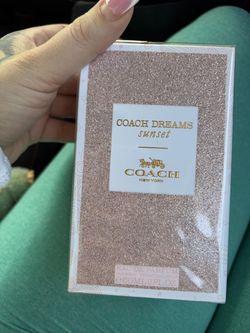 COACH DREAMS
sunset
COACH
NEW YORK